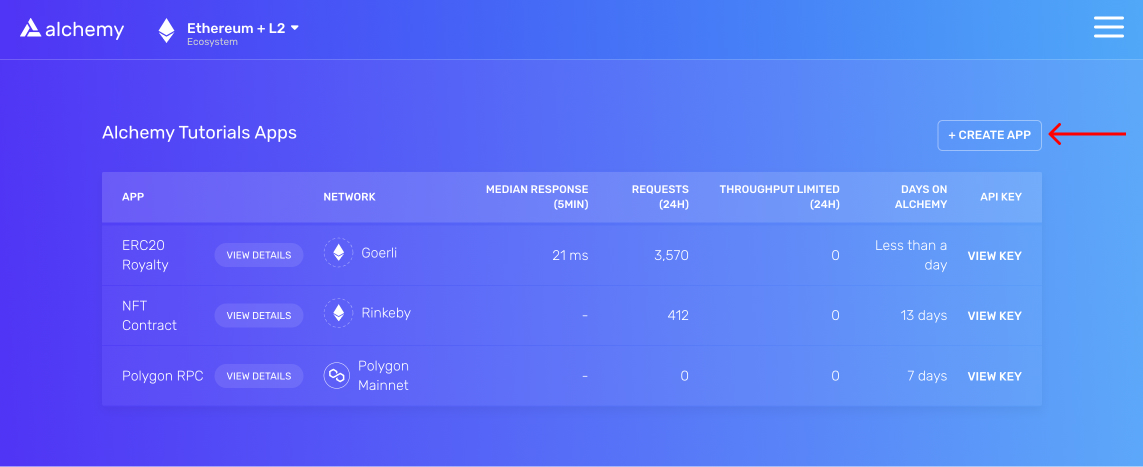 alchemy
Ethereum + L2
Ecosystem
Alchemy Tutorials Apps
+ CREATE APP
APP
NETWORK
MEDIAN RESPONSE
(5MIN)
REQUESTS
(24H)
THROUGHPUT LIMITED
(24H)
DAYS ON
ALCHEMY
API KEY
ERC20
Royalty
VIEW DETAILS
Goerli
21 ms
3,570
0
Less than a
day
VIEW KEY
NFT
Contract
VIEW DETAILS
Rinkeby
-
412
0
13 days
VIEW KEY
Polygon RPC
VIEW DETAILS
Polygon
Mainnet
-
0
0
7 days
VIEW KEY